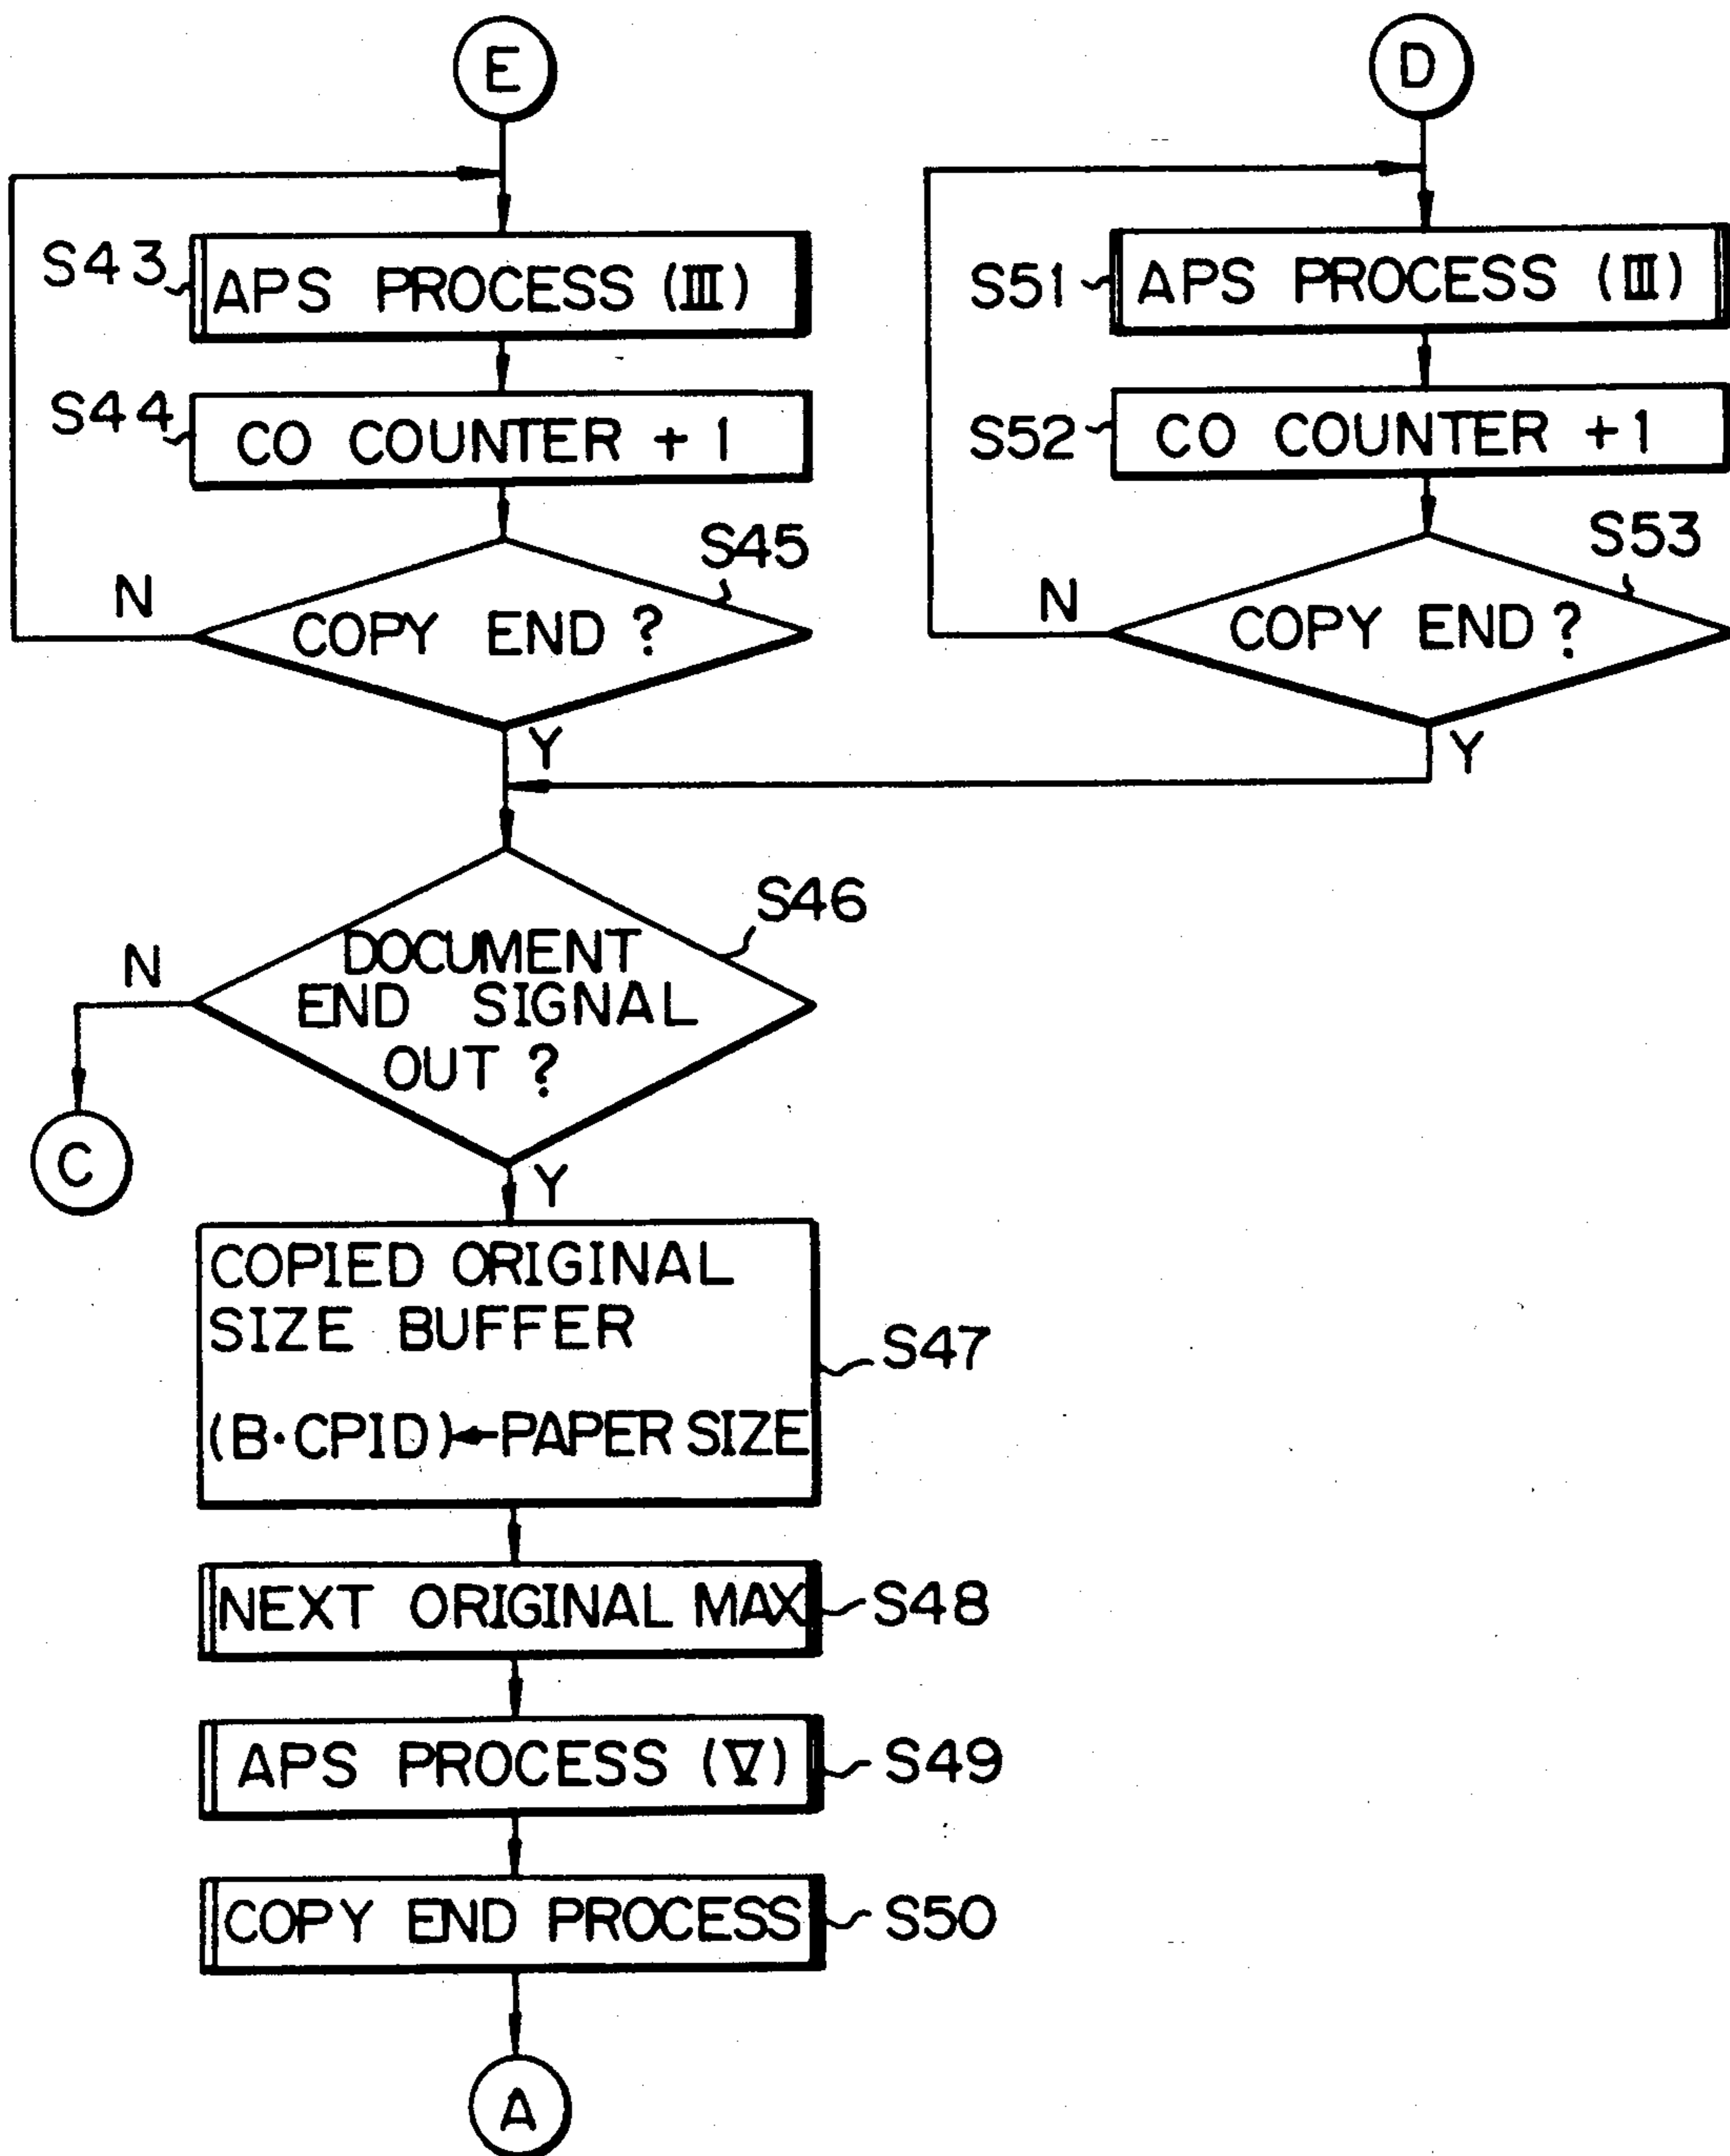 E
S43
APS PROCESS (III)
S44
CO COUNTER + 1
S45
COPY END ?
N
Y
D
S51
APS PROCESS (III)
S52
CO COUNTER +1
S53
COPY END ?
N
Y
S46
DOCUMENT
END SIGNAL
OUT ?
N
C
Y
COPIED ORIGINAL
SIZE BUFFER
(B·CPID)←PAPER SIZE
S47
NEXT ORIGINAL MAX
S48
APS PROCESS (V)
S49
COPY END PROCESS
S50
A